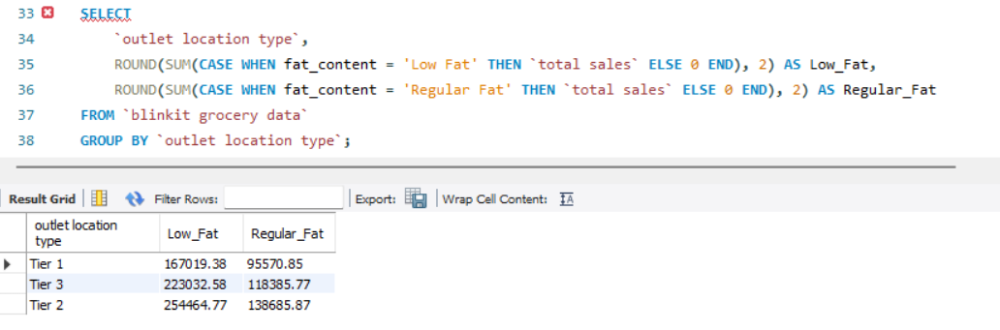 33 SELECT
34 `outlet location type`,
35 ROUND(SUM(CASE WHEN fat_content = 'Low Fat' THEN `total sales` ELSE 0 END), 2) AS Low_Fat,
36 ROUND(SUM(CASE WHEN fat_content = 'Regular Fat' THEN `total sales` ELSE 0 END), 2) AS Regular_Fat
37 FROM `blinkit grocery data`
38 GROUP BY `outlet location type`;
Result Grid Filter Rows: Export: Wrap Cell Content: IA
outlet location
type Low_Fat Regular_Fat
Tier 1 167019.38 95570.85
Tier 3 223032.58 118385.77
Tier 2 254464.77 138685.87